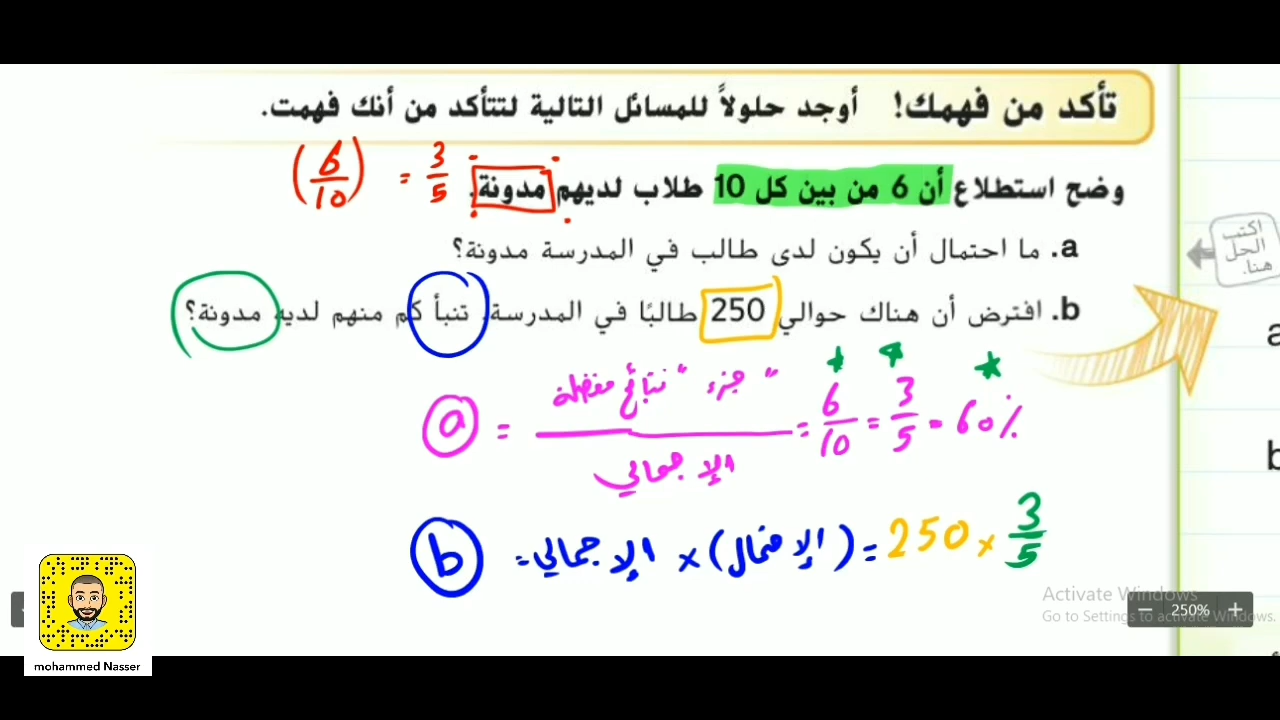 تأكد من فهمك! أوجد حلولاً للمسائل التالية لتتأكد من أنك فهمت.
وضح استطلاع أن 6 من بين كل 10 طلاب لديهم مدونة. (6/10) = 3/5
a. ما احتمال أن يكون لدى طالب في المدرسة مدونة؟
اكتب
الحل
هنا.
b. افترض أن هناك حوالي 250 طالبًا في المدرسة. تنبأ كم منهم لديه مدونة؟
a
a = "جزء" نتائج مفضلة / الإجمالي = 6/10 = 3/5 = 60%
b
b = الإجمالي × (الاحتمال) = 250 × 3/5
Activate Windows
Go to Settings to activate Windows.
250%
mohammed Nasser